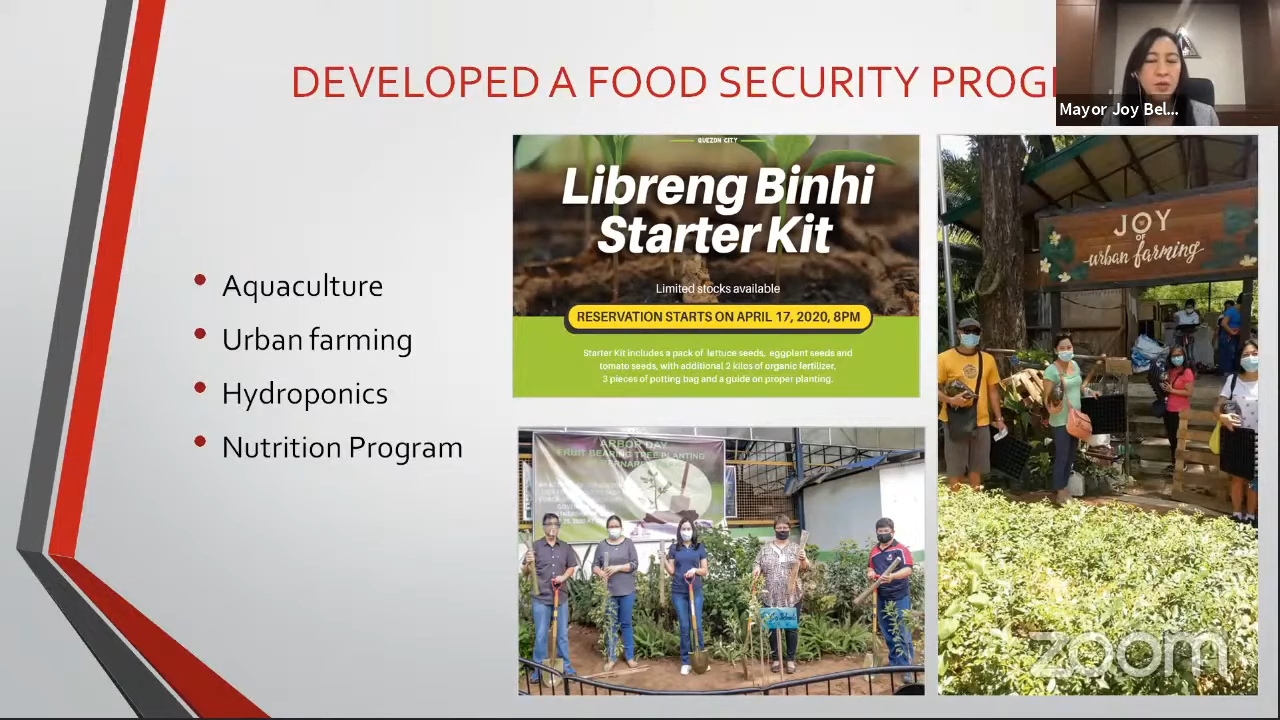 DEVELOPED A FOOD SECURITY PROG
Mayor Joy Bel...
Aquaculture
Urban farming
Hydroponics
Nutrition Program
QUEZON CITY
Libreng Binhi
Starter Kit
Limited stocks available
RESERVATION STARTS ON APRIL 17, 2020, 8PM
Starter Kit includes a pack of lettuce seeds, eggplant seeds and
tomato seeds, with additional 2 kilos of organic fertilizer,
3 pieces of potting bag and a guide on proper planting.
JOY
OF
urban farming
ARBOR DAY
FRUIT BEARING TREE PLANTING
zoom